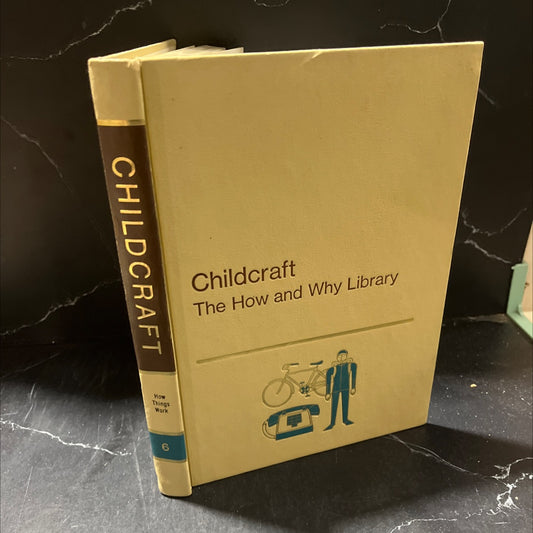 CHILDCRAFT
How
Things
Work
6
Childcraft
The How and Why Library